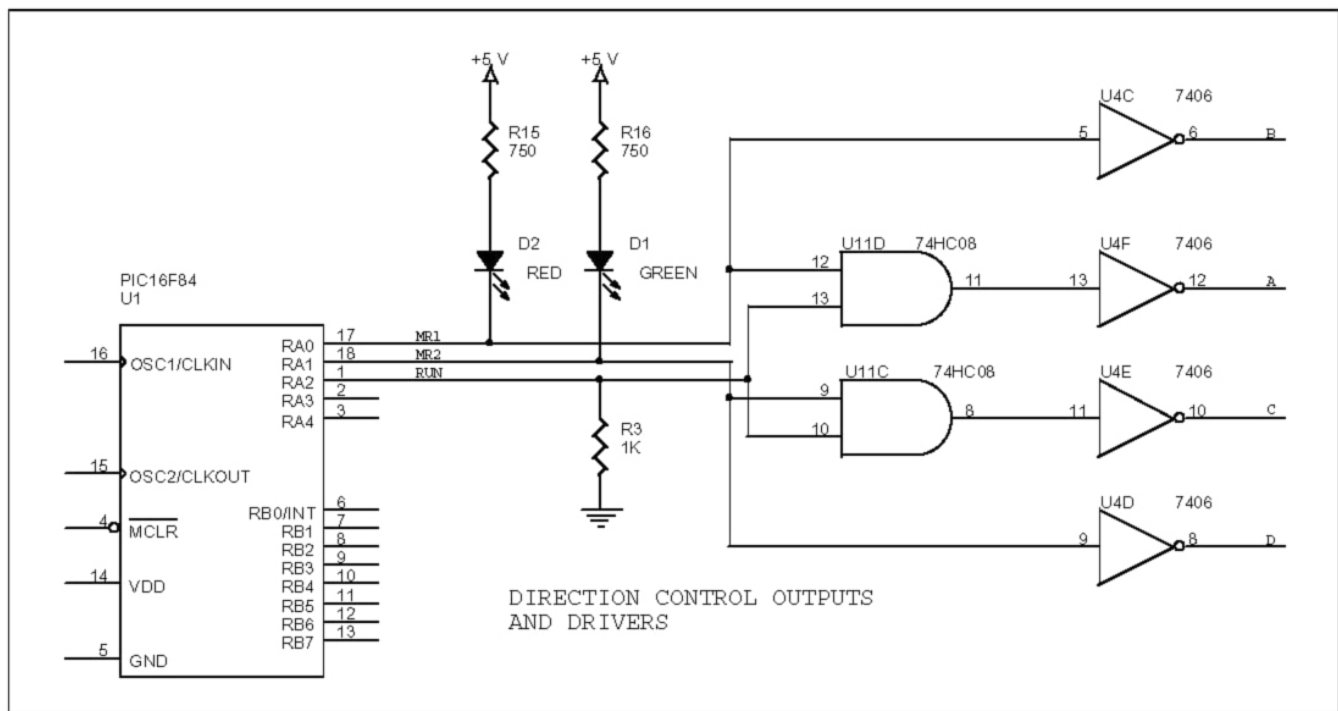 +5 V
+5 V
U4C 7406
R15
750
R16
750
5
6
B
D2
RED
D1
GREEN
U11D 74HC08
12
13
11
U4F 7406
13
12
A
PIC16F84
U1
16
OSC1/CLKIN
15
OSC2/CLKOUT
4
MCLR
14
VDD
5
GND
RA0
17
MR1
RA1
18
MR2
RA2
1
RUN
RA3
2
RA4
3
RB0/INT
6
RB1
7
RB2
8
RB3
9
RB4
10
RB5
11
RB6
12
RB7
13
R3
1K
U11C 74HC08
9
10
8
U4E 7406
11
10
C
U4D 7406
9
8
D
DIRECTION CONTROL OUTPUTS
AND DRIVERS